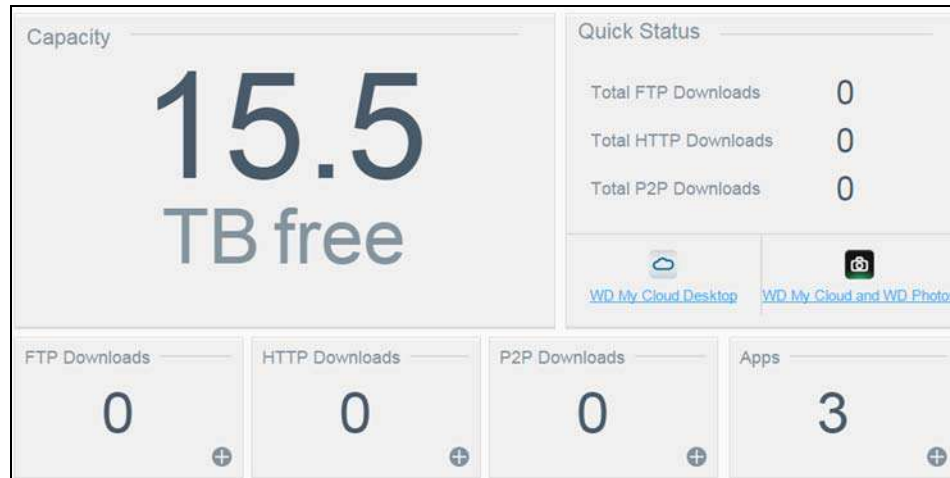 Capacity
15.5
TB free
Quick Status
Total FTP Downloads 0
Total HTTP Downloads 0
Total P2P Downloads 0
WD My Cloud Desktop
WD My Cloud and WD Photo
FTP Downloads
0
HTTP Downloads
0
P2P Downloads
0
Apps
3